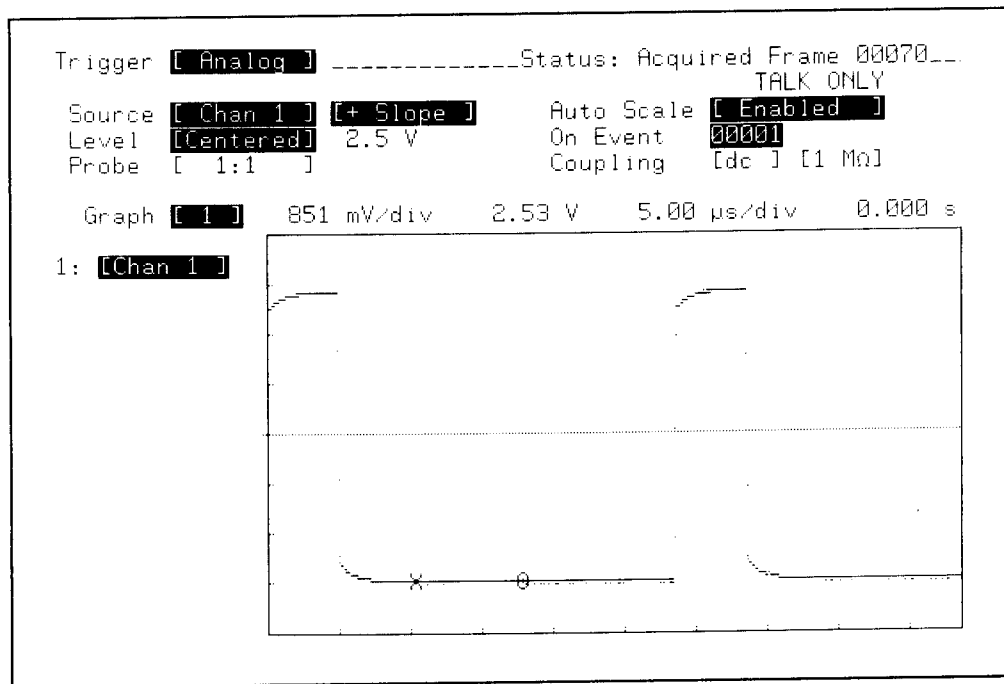 Trigger [ Analog ] _____________Status: Acquired Frame 00070__
TALK ONLY
Source [ Chan 1 ] [+ Slope ] Auto Scale [ Enabled ]
Level [Centered] 2.5 V On Event 00001
Probe [ 1:1 ] Coupling [dc ] [1 MΩ]
Graph [ 1 ] 851 mV/div 2.53 V 5.00 µs/div 0.000 s
1: [Chan 1 ]
X O